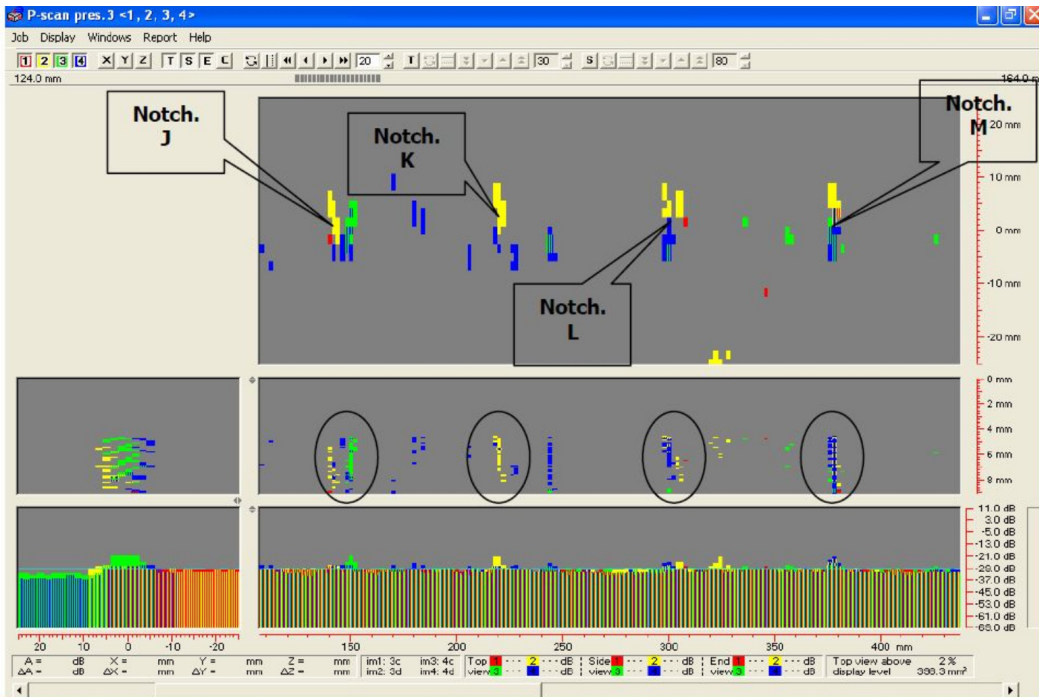 P-scan pres.3 <1, 2, 3, 4>
Job Display Windows Report Help
1 2 3 4 X Y Z T S E C 20 T 30 S 80
124.0 mm
Notch. J
Notch. K
Notch. L
Notch. M
20 mm
10 mm
0 mm
-10 mm
-20 mm
0 mm
2 mm
4 mm
6 mm
8 mm
11.0 dB
3.0 dB
-5.0 dB
-13.0 dB
-21.0 dB
-29.0 dB
-37.0 dB
-45.0 dB
-53.0 dB
-61.0 dB
-69.0 dB
20 10 0 -10 -20 150 200 250 300 350 400 mm
A = dB X = mm Y = mm Z = mm im1: 3c im3: 4c Top 1 ··· 2 ··· dB Side 1 ··· 2 ··· dB End 1 ··· 2 ··· dB Top view above 2 %
ΔA = dB ΔX = mm ΔY = mm ΔZ = mm im2: 3d im4: 4d view 3 ··· 4 ··· dB view 3 ··· 4 ··· dB view 3 ··· 4 ··· dB display level